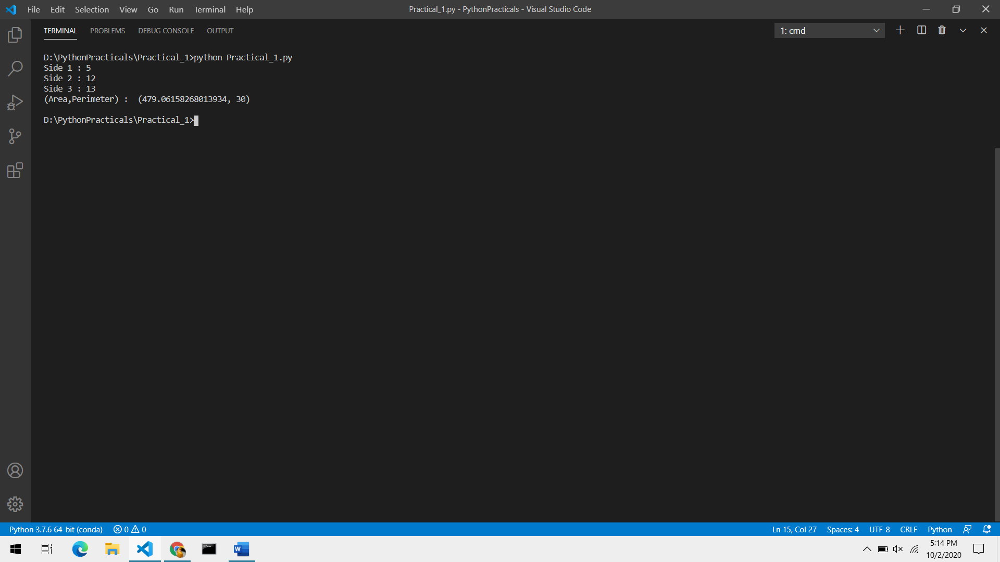 File Edit Selection View Go Run Terminal Help
Practical_1.py - PythonPracticals - Visual Studio Code
TERMINAL PROBLEMS DEBUG CONSOLE OUTPUT
1: cmd
D:\PythonPracticals\Practical_1>python Practical_1.py
Side 1 : 5
Side 2 : 12
Side 3 : 13
(Area,Perimeter) :  (479.06158268013934, 30)
D:\PythonPracticals\Practical_1>
Python 3.7.6 64-bit (conda) 0 0
Ln 15, Col 27 Spaces: 4 UTF-8 CRLF Python
5:14 PM
10/2/2020